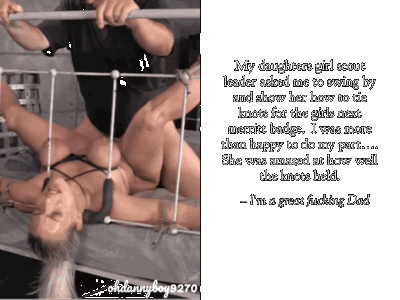 My daughters girl scout
leader asked me to swing by
and show her how to tie
knots for the girls next
merritt badge. I was more
than happy to do my part....
She was amazed at how well
the knots held.
– I'm a great fucking Dad
ohdannyboy9270